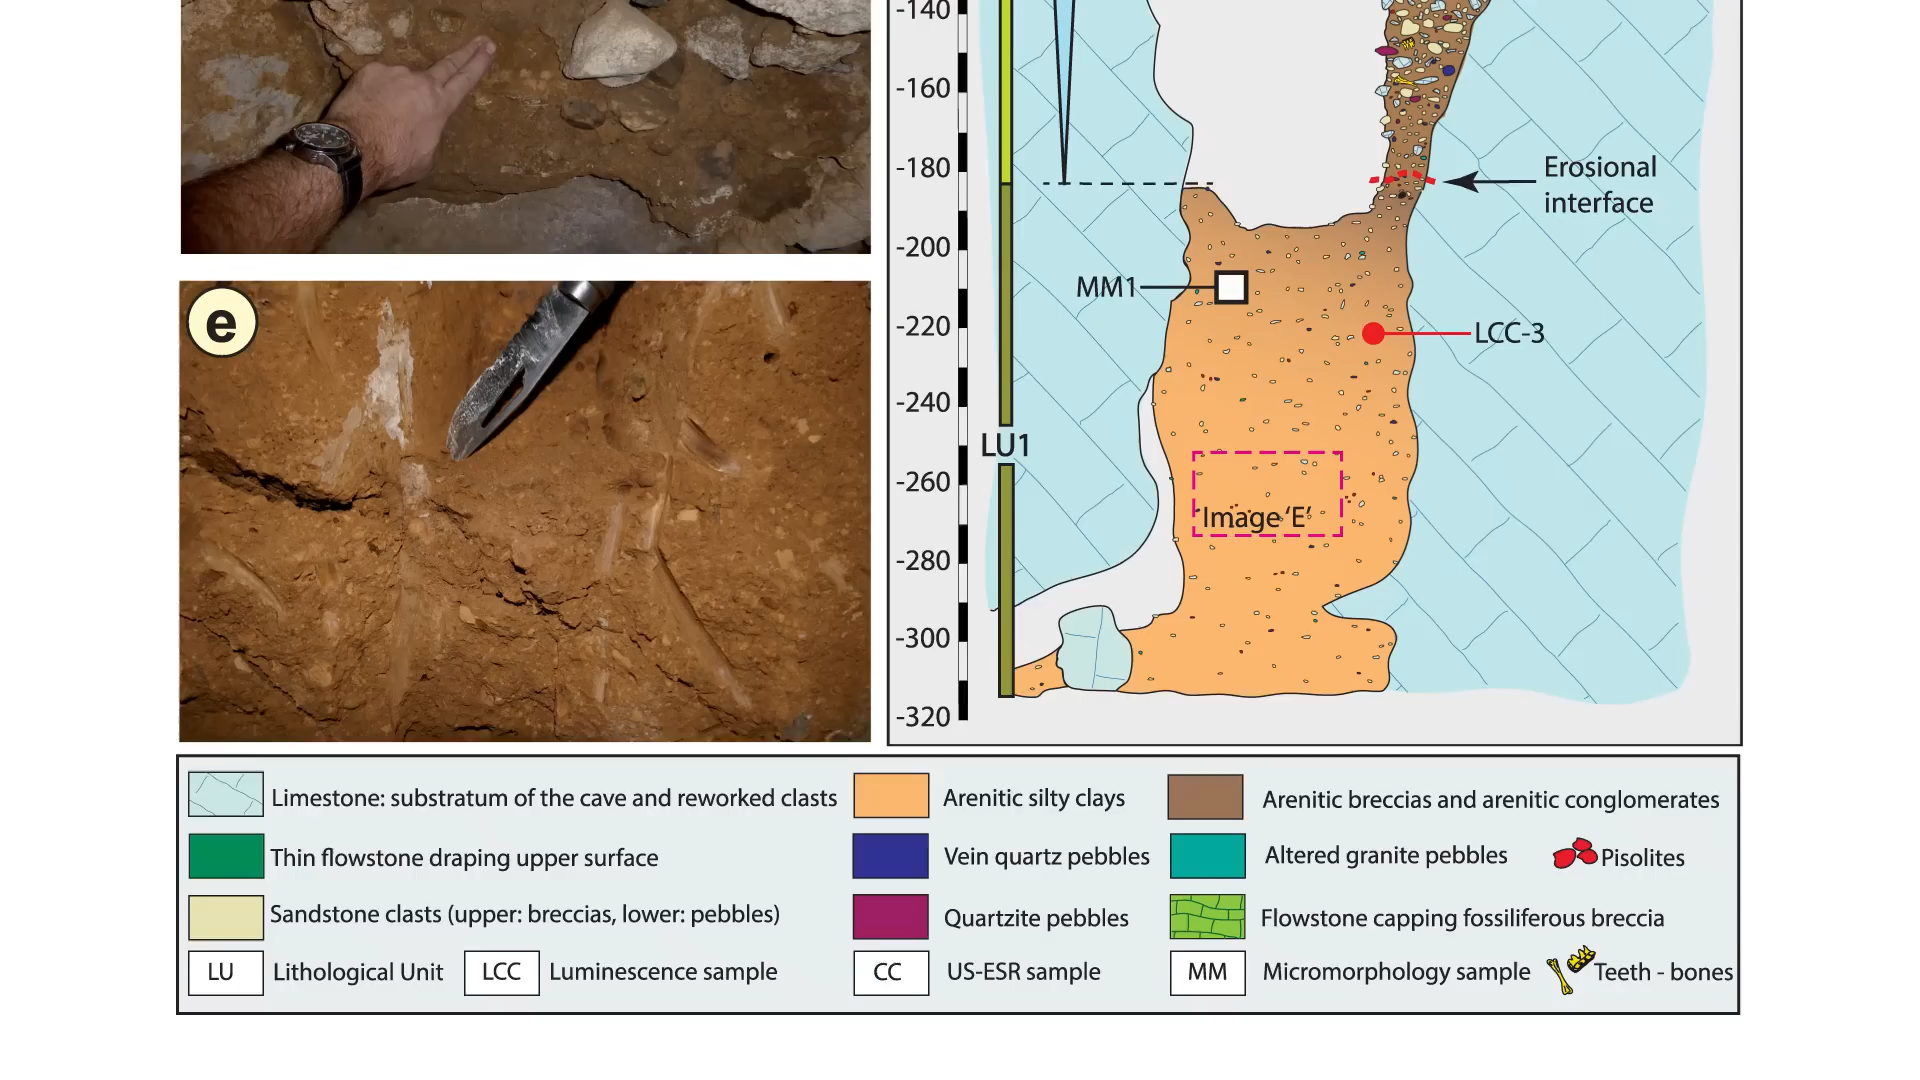 -140
-160
-180
-200
-220
-240
-260
-280
-300
-320
Erosional
interface
MM1
LCC-3
LU1
Image ‘E’
e
Limestone: substratum of the cave and reworked clasts
Arenitic silty clays
Arenitic breccias and arenitic conglomerates
Thin flowstone draping upper surface
Vein quartz pebbles
Altered granite pebbles
Pisolites
Sandstone clasts (upper: breccias, lower: pebbles)
Quartzite pebbles
Flowstone capping fossiliferous breccia
LU Lithological Unit
LCC Luminescence sample
CC US-ESR sample
MM Micromorphology sample
Teeth - bones